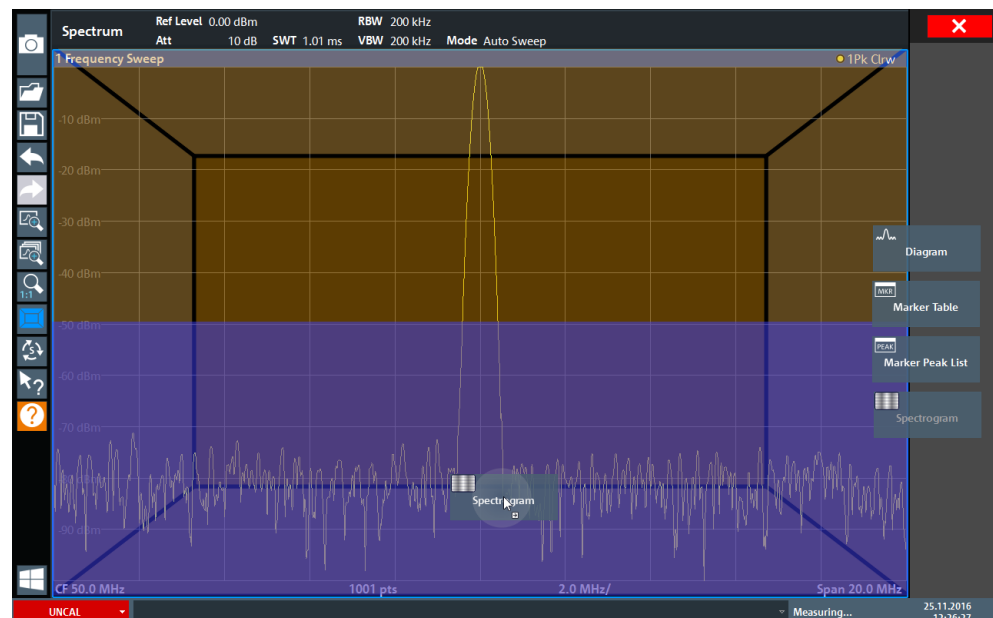 Spectrum
Ref Level 0.00 dBm RBW 200 kHz
Att 10 dB SWT 1.01 ms VBW 200 kHz Mode Auto Sweep
1 Frequency Sweep 1Pk Clrw
-10 dBm
-20 dBm
-30 dBm
-40 dBm
-50 dBm
-60 dBm
-70 dBm
-90 dBm
1:1
S
?
?
Diagram
MKR
Marker Table
PEAK
Marker Peak List
Spectrogram
Spectrogram
CF 50.0 MHz 1001 pts 2.0 MHz/ Span 20.0 MHz
UNCAL Measuring... 25.11.2016